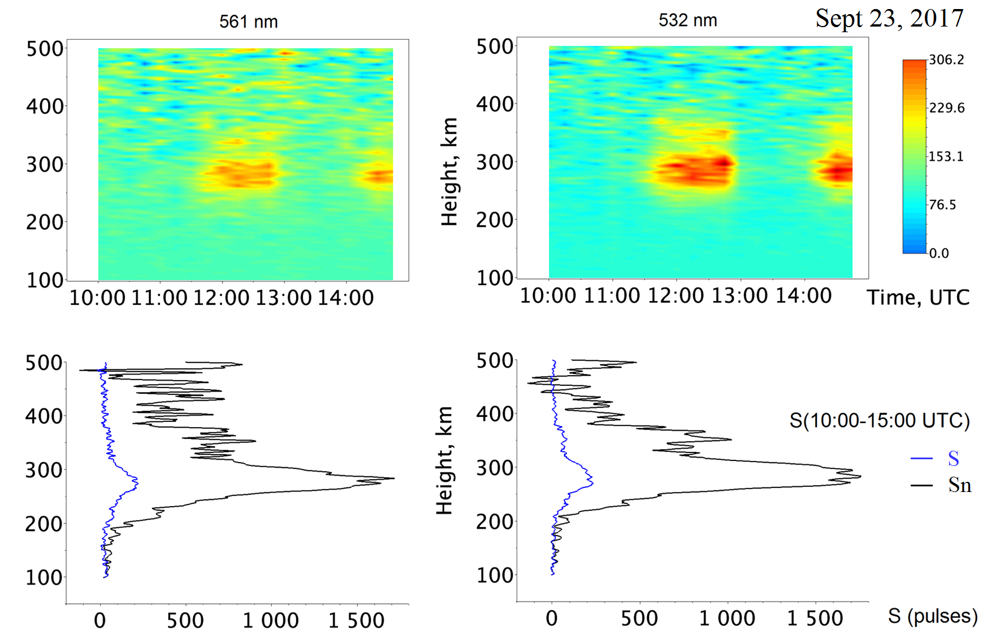 561 nm
532 nm
Sept 23, 2017
500
400
300
200
100
10:00 11:00 12:00 13:00 14:00
Height, km
500
400
300
200
100
10:00 11:00 12:00 13:00 14:00
Time, UTC
306.2
229.6
153.1
76.5
0.0
500
400
300
200
100
0 500 1 000 1 500
Height, km
500
400
300
200
100
0 500 1 000 1 500
S (pulses)
S(10:00-15:00 UTC)
S
Sn